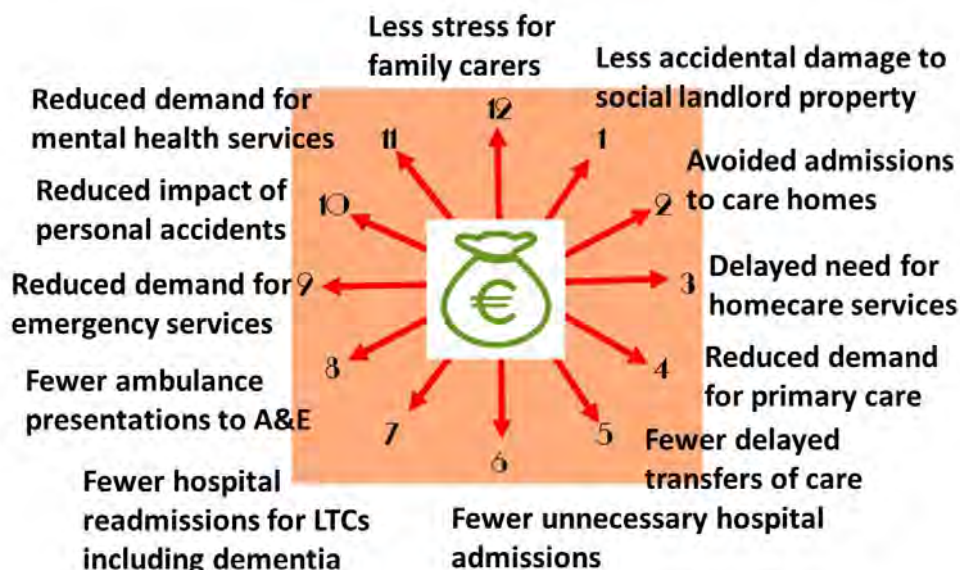 Less stress for
family carers
12
Less accidental damage to
social landlord property
1
Avoided admissions
to care homes
2
Delayed need for
homecare services
3
Reduced demand
for primary care
4
Fewer delayed
transfers of care
5
Fewer unnecessary hospital
admissions
6
Fewer hospital
readmissions for LTCs
including dementia
7
Fewer ambulance
presentations to A&E
8
Reduced demand for
emergency services
9
Reduced impact of
personal accidents
10
Reduced demand for
mental health services
11
€